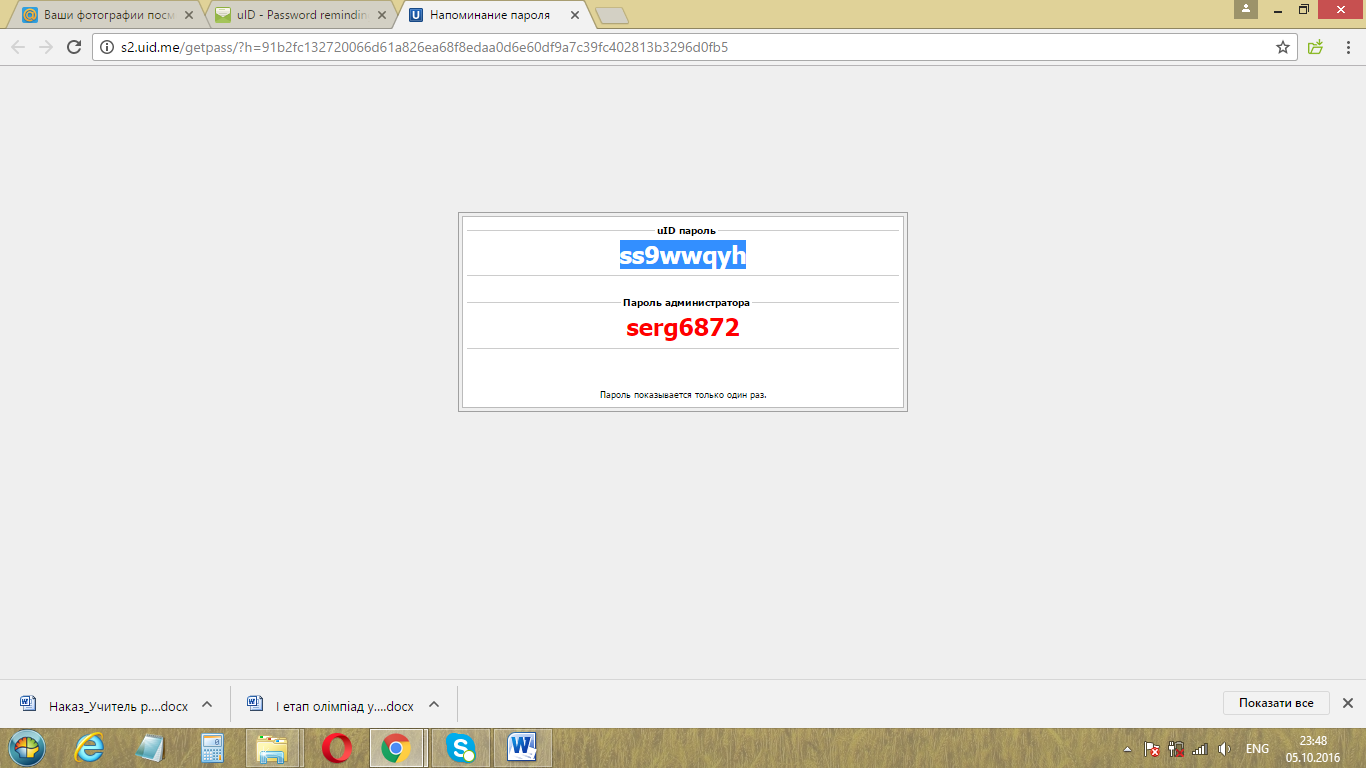 Ваши фотографии посм
uID - Password remindin
Напоминание пароля
s2.uid.me/getpass/?h=91b2fc132720066d61a826ea68f8edaa0d6e60df9a7c39fc402813b3296d0fb5
uID пароль
ss9wwqyh
Пароль администратора
serg6872
Пароль показывается только один раз.
Наказ_Учитель р....docx
І етап олімпіад у....docx
Показати все
ENG
23:48
05.10.2016